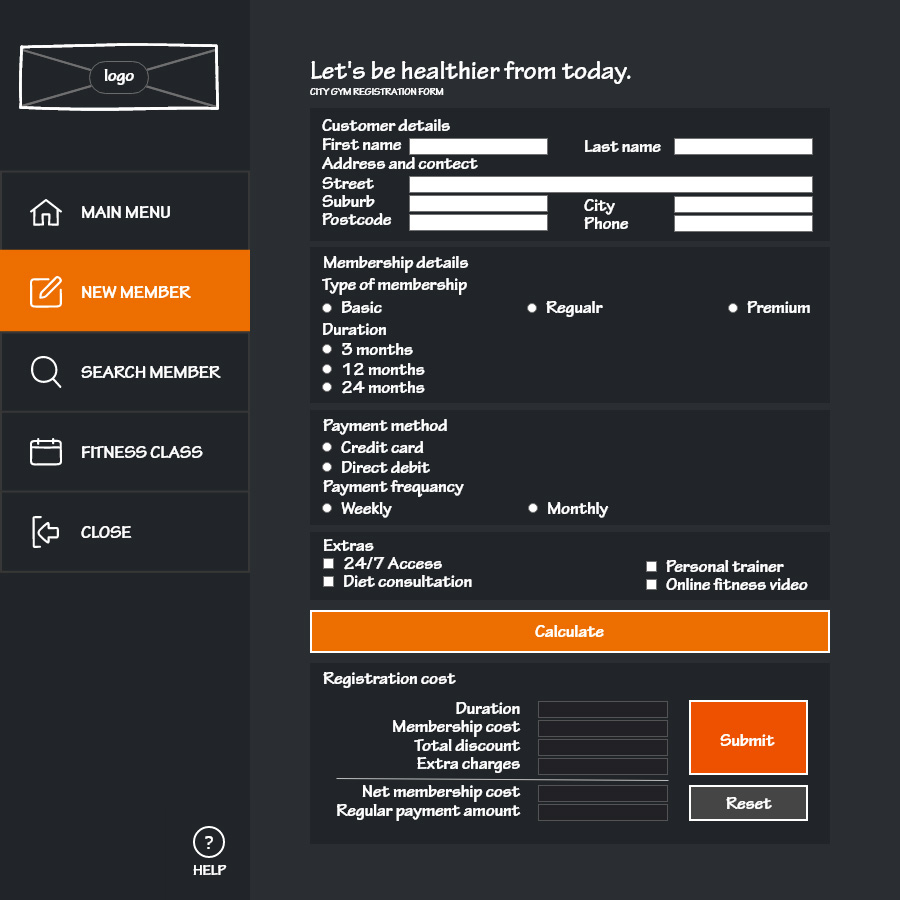 logo
MAIN MENU
NEW MEMBER
SEARCH MEMBER
FITNESS CLASS
CLOSE
?
HELP
Let's be healthier from today.
CITY GYM REGISTRATION FORM
Customer details
First name Last name
Address and contect
Street
Suburb City
Postcode Phone
Membership details
Type of membership
Basic Regualr Premium
Duration
3 months
12 months
24 months
Payment method
Credit card
Direct debit
Payment frequancy
Weekly Monthly
Extras
24/7 Access Personal trainer
Diet consultation Online fitness video
Calculate
Registration cost
Duration
Membership cost
Total discount
Extra charges
Net membership cost
Regular payment amount
Submit
Reset